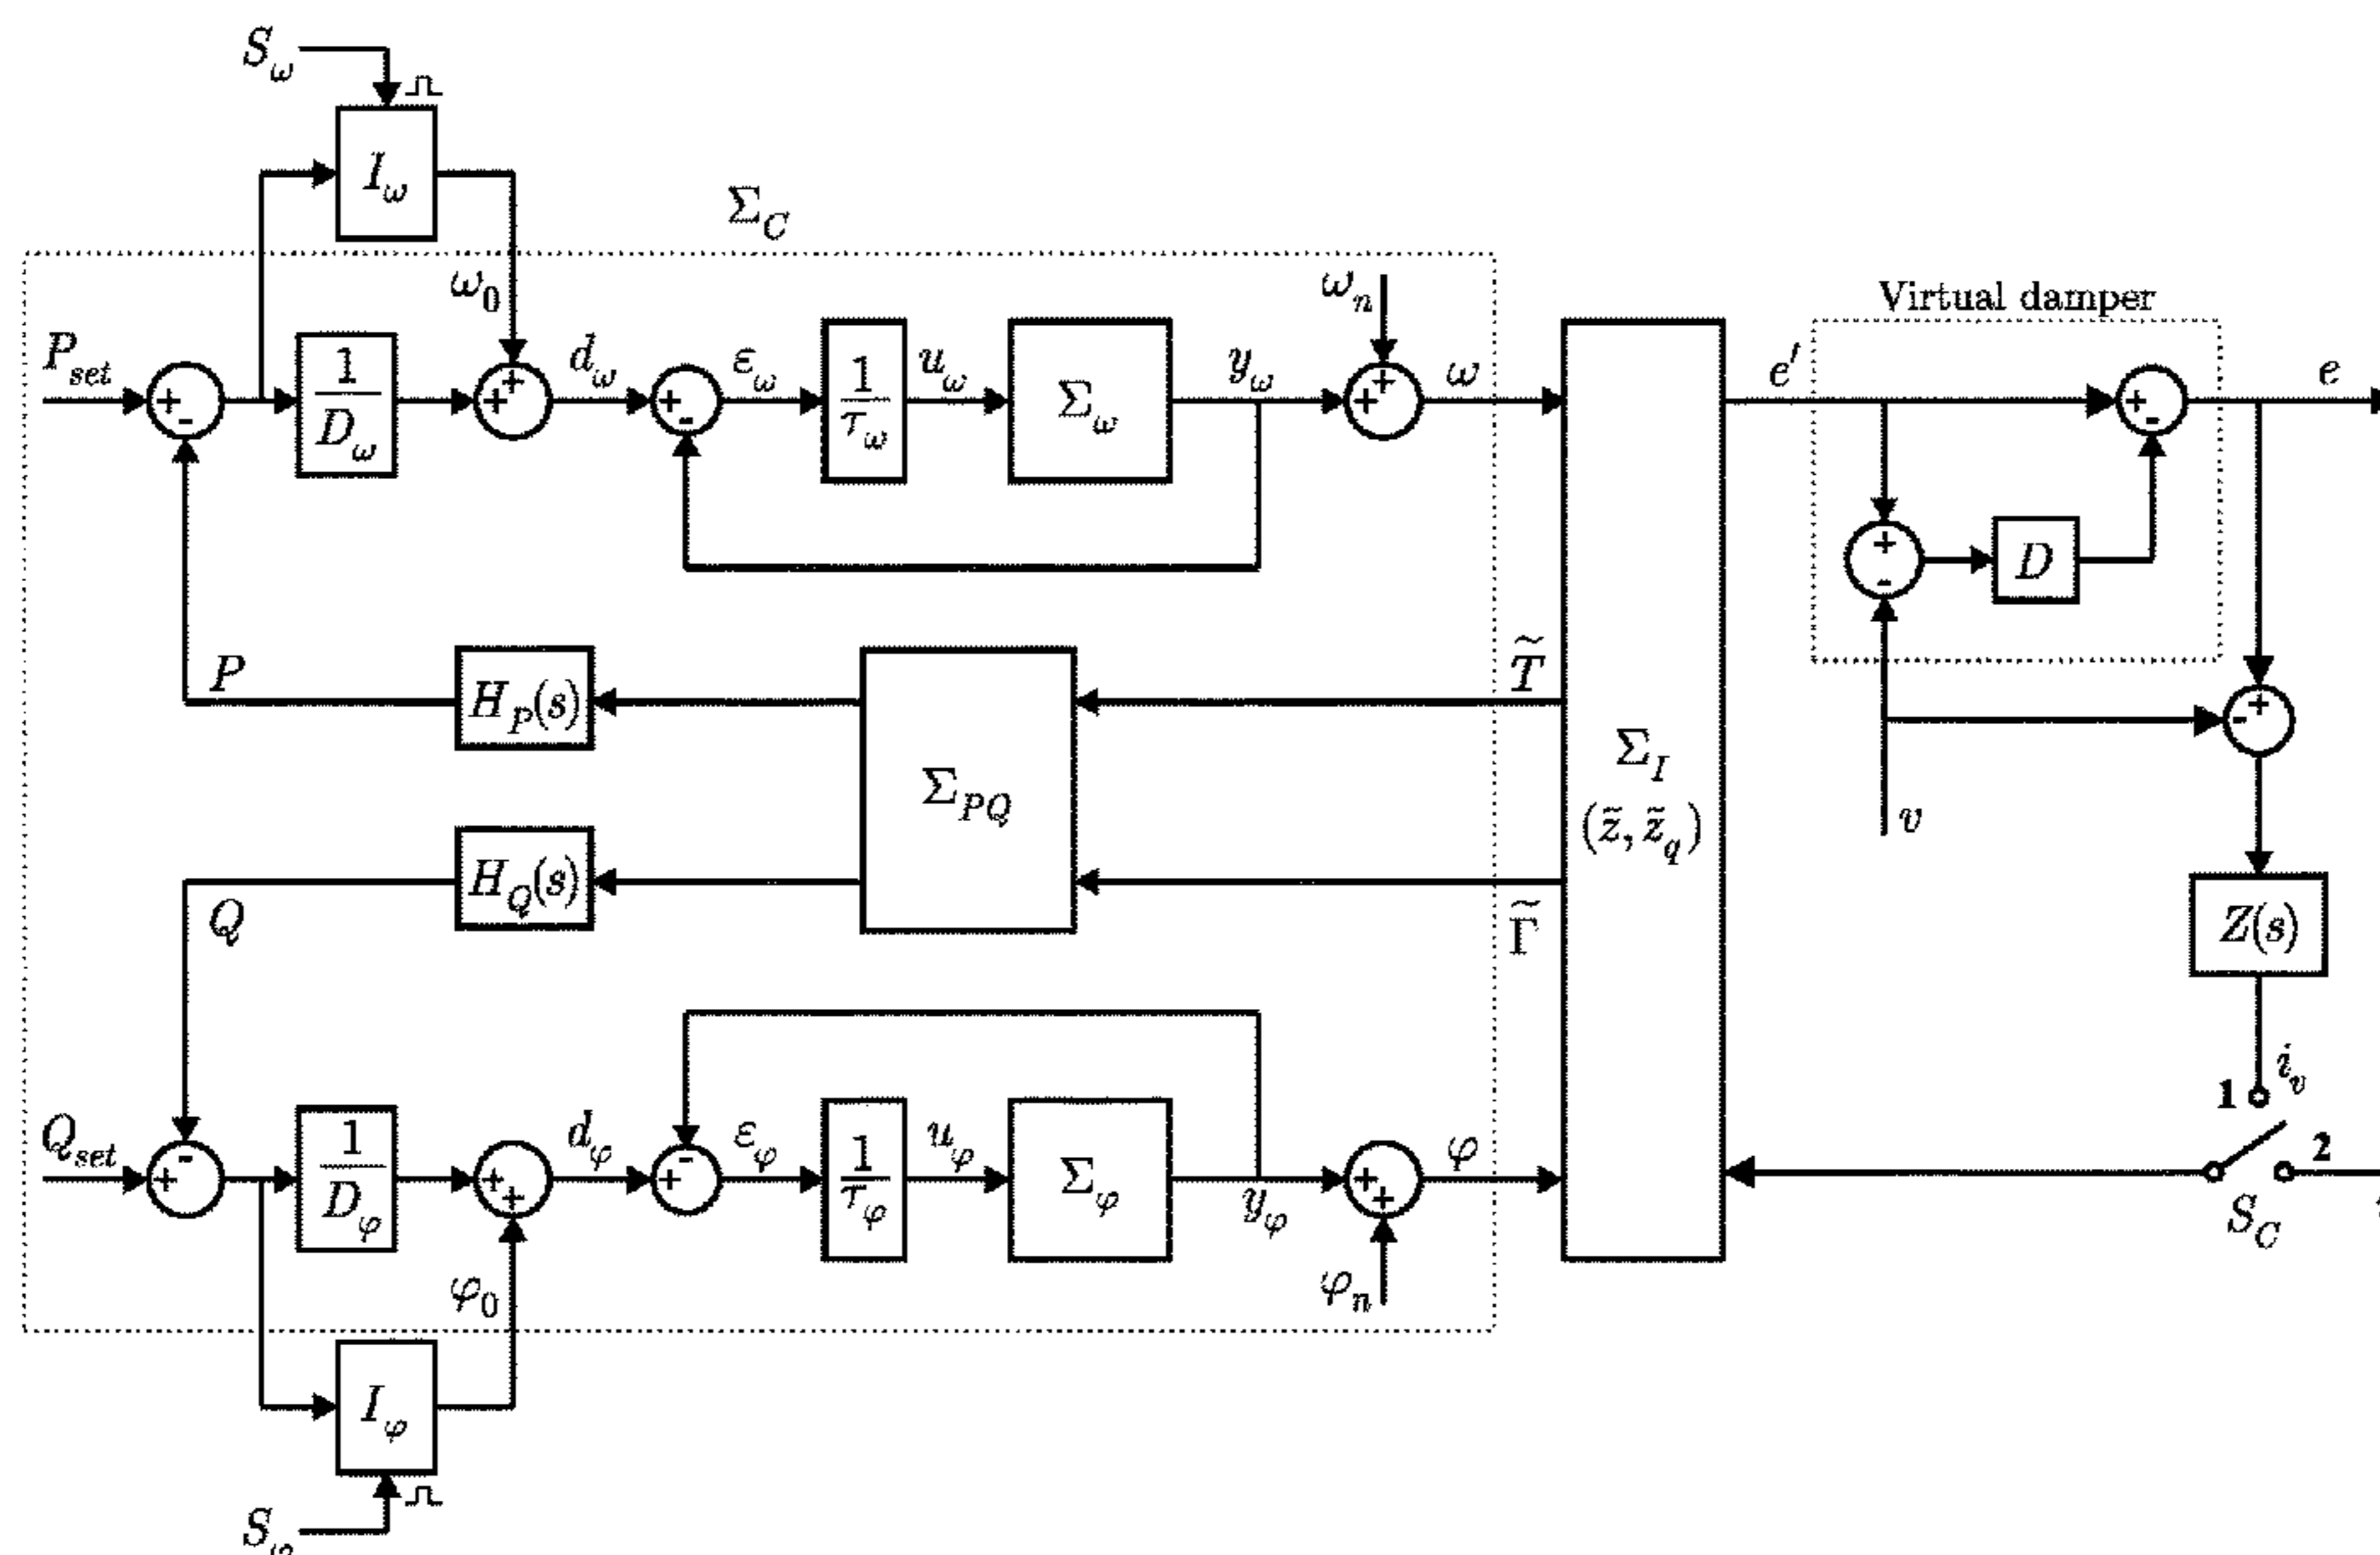 S_ω
I_ω
Σ_C
ω_0
ω_n
Virtual damper
P_set
+
-
1
D_ω
+
+
d_ω
+
-
ε_ω
1
τ_ω
u_ω
Σ_ω
y_ω
+
+
ω
e′
+
-
e
+
-
D
P
H_P(s)
T̃
Σ_PQ
Σ_I
(z̃, z̃_q)
-
+
v
Q
H_Q(s)
Γ̃
Z(s)
i_v
1
2
S_C
Q_set
+
-
1
D_φ
+
+
d_φ
+
-
ε_φ
1
τ_φ
u_φ
Σ_φ
y_φ
+
+
φ
φ_0
φ_n
I_φ
S_φ